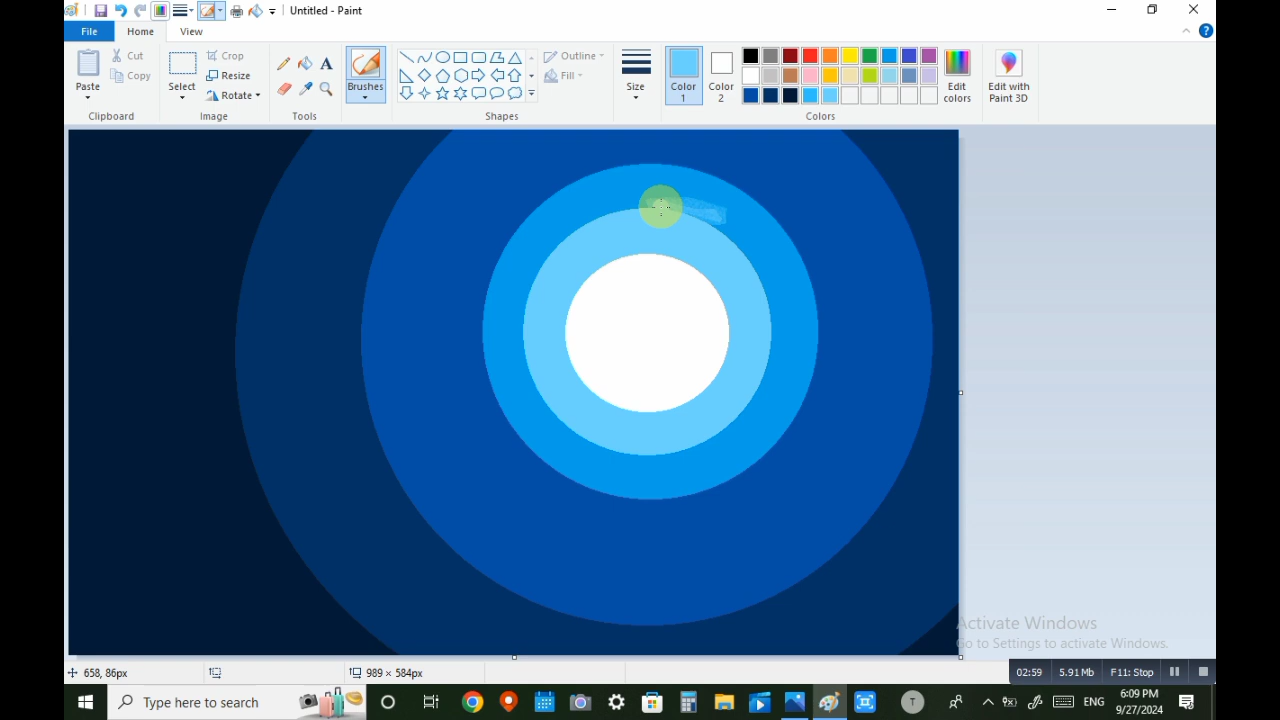 Untitled - Paint
File
Home
View
Paste
Cut
Copy
Clipboard
Select
Crop
Resize
Rotate
Image
Tools
Brushes
Outline
Fill
Shapes
Size
Color
1
Color
2
Edit
colors
Colors
Edit with
Paint 3D
Activate Windows
Go to Settings to activate Windows.
658, 86px
989 × 584px
02:59
5.91 Mb
F11: Stop
Type here to search
T
ENG
6:09 PM
9/27/2024